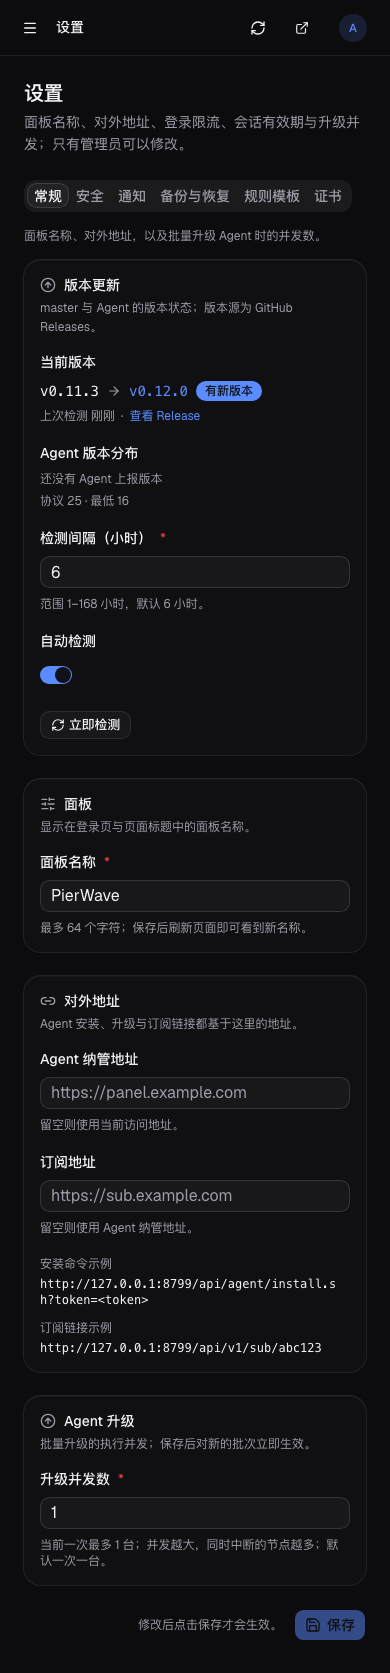 设置
A
设置
面板名称、对外地址、登录限流、会话有效期与升级并
发；只有管理员可以修改。
常规 安全 通知 备份与恢复 规则模板 证书
面板名称、对外地址，以及批量升级 Agent 时的并发数。
版本更新
master 与 Agent 的版本状态；版本源为 GitHub
Releases。
当前版本
v0.11.3 → v0.12.0 有新版本
上次检测 刚刚 · 查看 Release
Agent 版本分布
还没有 Agent 上报版本
协议 25 · 最低 16
检测间隔（小时） *
6
范围 1–168 小时，默认 6 小时。
自动检测
立即检测
面板
显示在登录页与页面标题中的面板名称。
面板名称 *
PierWave
最多 64 个字符；保存后刷新页面即可看到新名称。
对外地址
Agent 安装、升级与订阅链接都基于这里的地址。
Agent 纳管地址
https://panel.example.com
留空则使用当前访问地址。
订阅地址
https://sub.example.com
留空则使用 Agent 纳管地址。
安装命令示例
http://127.0.0.1:8799/api/agent/install.s
h?token=<token>
订阅链接示例
http://127.0.0.1:8799/api/v1/sub/abc123
Agent 升级
批量升级的执行并发；保存后对新的批次立即生效。
升级并发数 *
1
当前一次最多 1 台；并发越大，同时中断的节点越多；默
认一次一台。
修改后点击保存才会生效。 保存